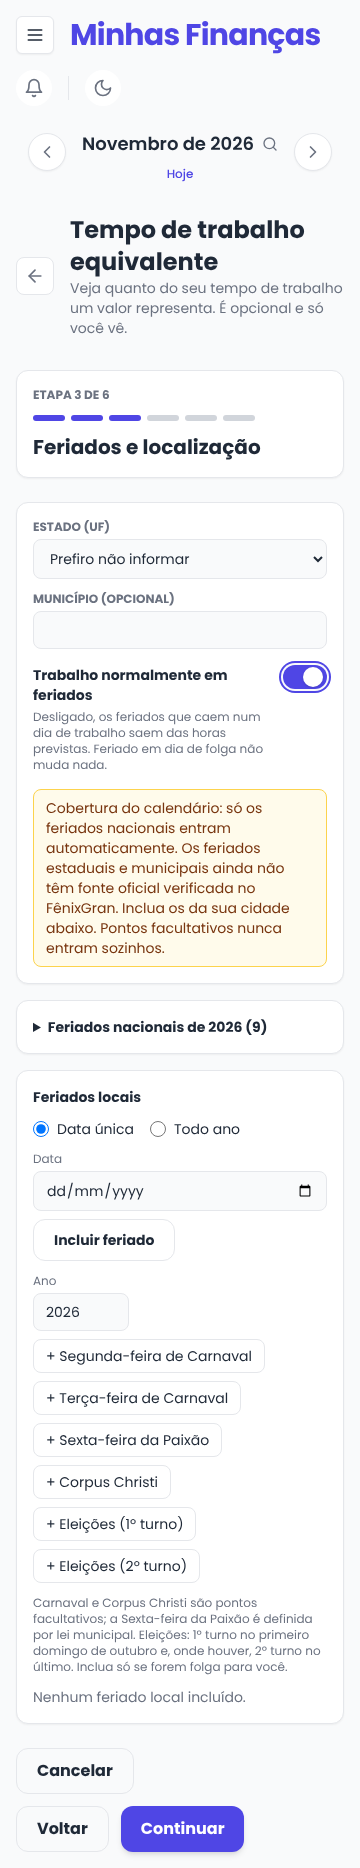 Minhas Finanças
Novembro de 2026
Hoje
Tempo de trabalho
equivalente
Veja quanto do seu tempo de trabalho
um valor representa. É opcional e só
você vê.
ETAPA 3 DE 6
Feriados e localização
ESTADO (UF)
Prefiro não informar
MUNICÍPIO (OPCIONAL)
Trabalho normalmente em
feriados
Desligado, os feriados que caem num
dia de trabalho saem das horas
previstas. Feriado em dia de folga não
muda nada.
Cobertura do calendário: só os
feriados nacionais entram
automaticamente. Os feriados
estaduais e municipais ainda não
têm fonte oficial verificada no
FênixGran. Inclua os da sua cidade
abaixo. Pontos facultativos nunca
entram sozinhos.
Feriados nacionais de 2026 (9)
Feriados locais
Data única Todo ano
Data
dd/mm/yyyy
Incluir feriado
Ano
2026
+ Segunda-feira de Carnaval
+ Terça-feira de Carnaval
+ Sexta-feira da Paixão
+ Corpus Christi
+ Eleições (1º turno)
+ Eleições (2º turno)
Carnaval e Corpus Christi são pontos
facultativos; a Sexta-feira da Paixão é definida
por lei municipal. Eleições: 1º turno no primeiro
domingo de outubro e, onde houver, 2º turno no
último. Inclua só se forem folga para você.
Nenhum feriado local incluído.
Cancelar
Voltar Continuar